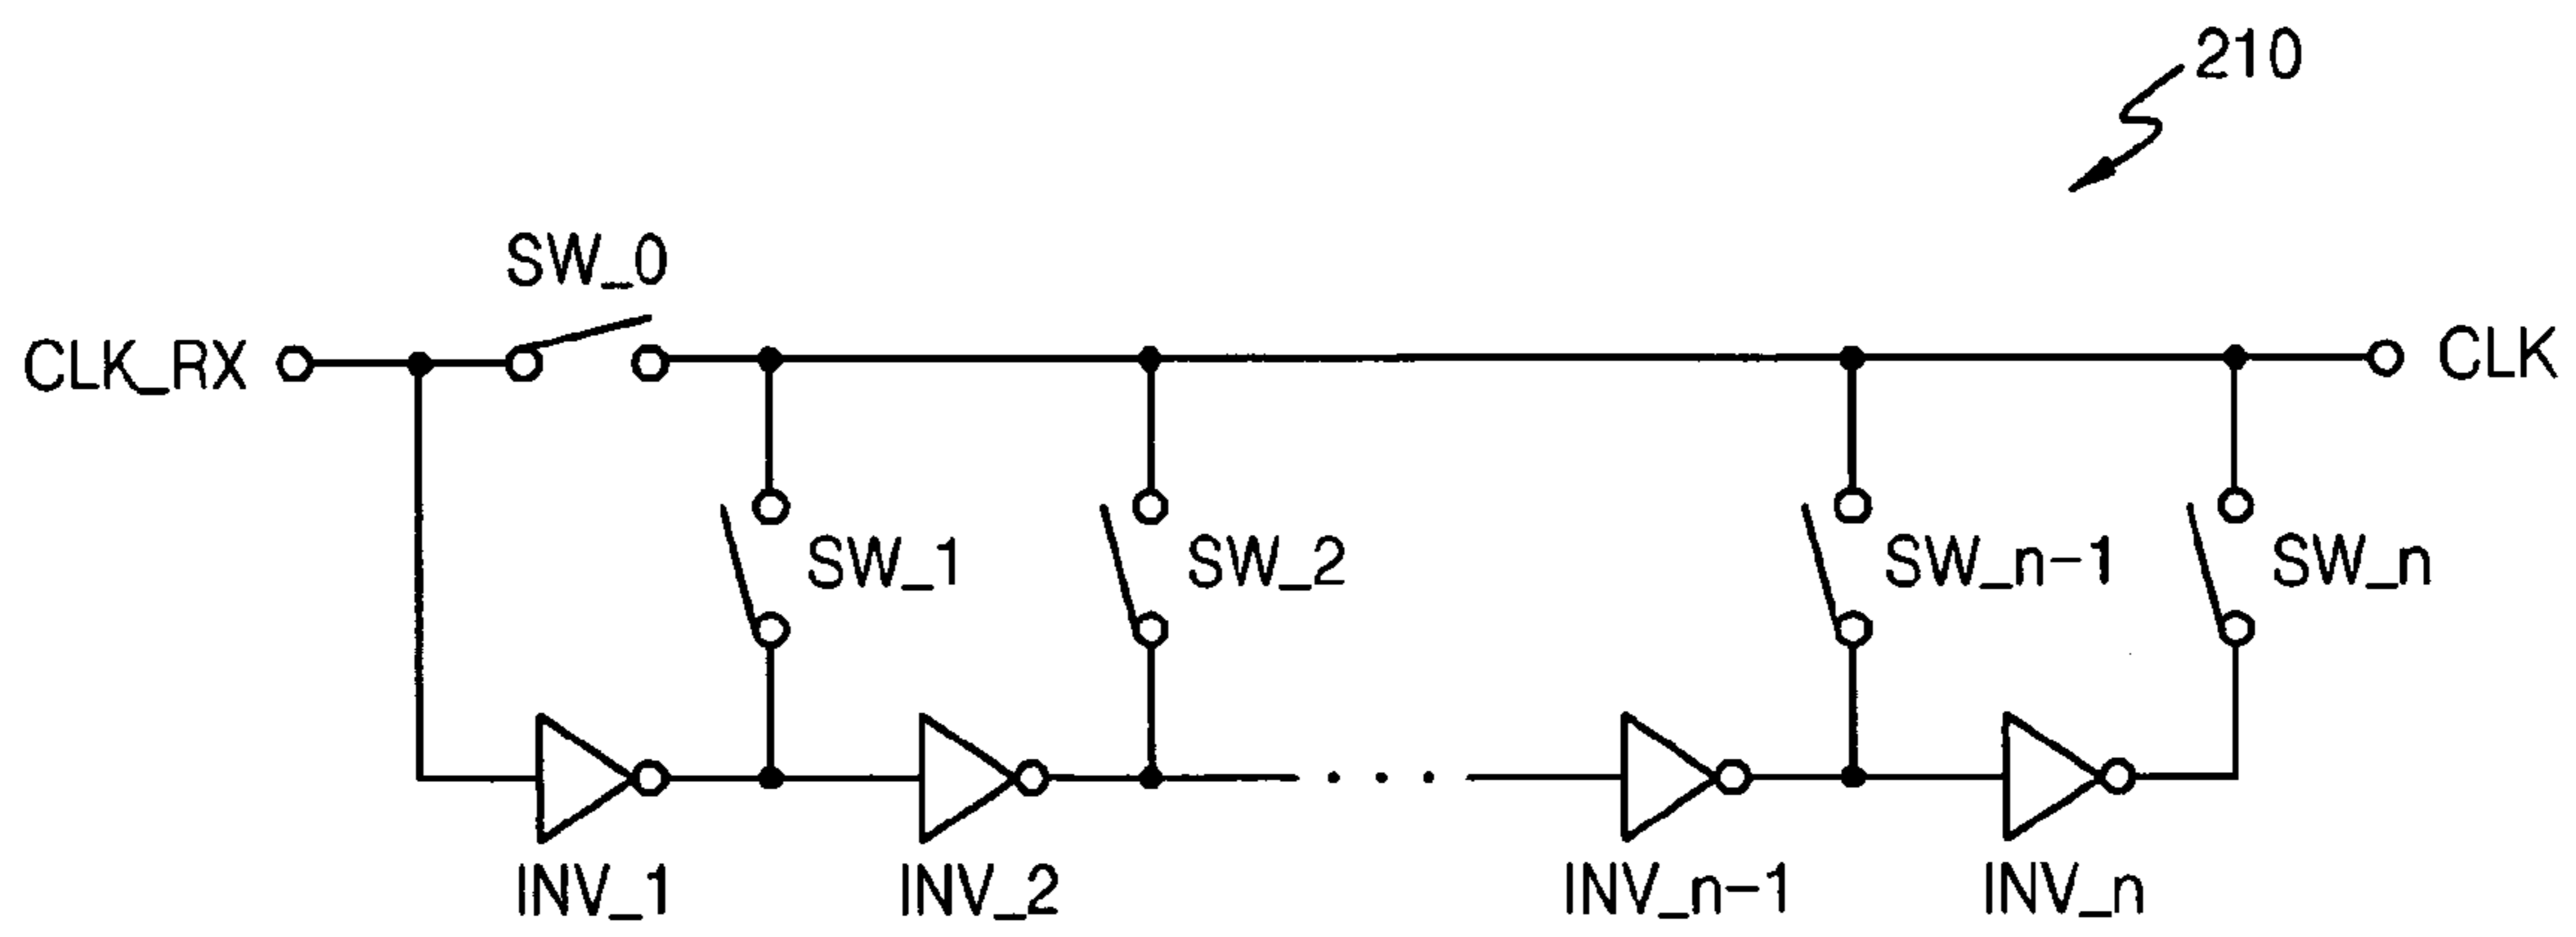 210
SW_0
CLK_RX
CLK
SW_1
SW_2
SW_n-1
SW_n
INV_1
INV_2
INV_n-1
INV_n